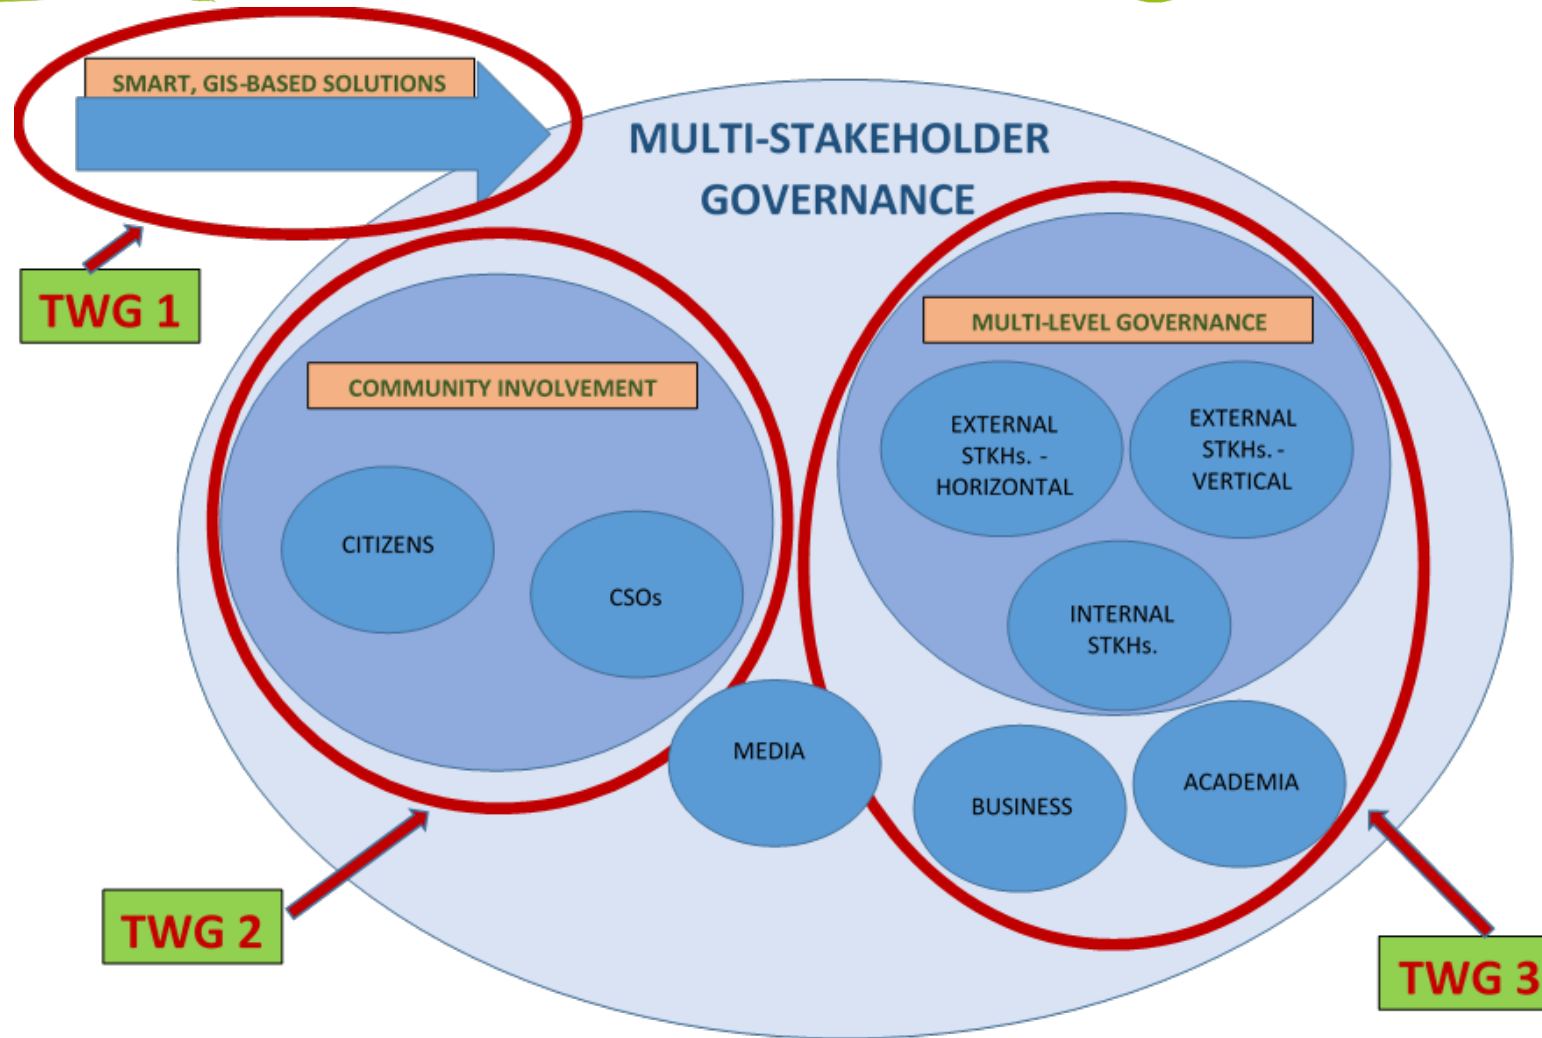 SMART, GIS-BASED SOLUTIONS
MULTI-STAKEHOLDER
GOVERNANCE
TWG 1
MULTI-LEVEL GOVERNANCE
COMMUNITY INVOLVEMENT
EXTERNAL
STKHs. -
HORIZONTAL
EXTERNAL
STKHs. -
VERTICAL
CITIZENS
CSOs
INTERNAL
STKHs.
MEDIA
BUSINESS
ACADEMIA
TWG 2
TWG 3